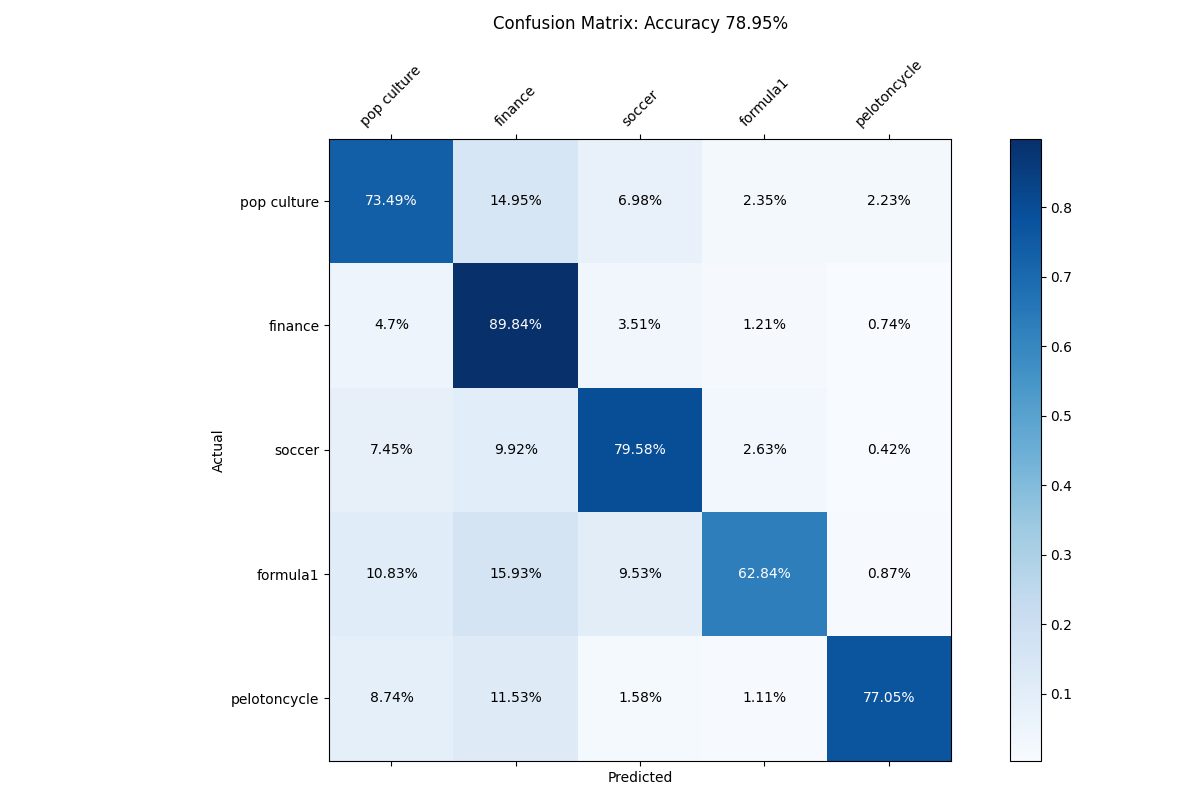 Confusion Matrix: Accuracy 78.95%
pop culture finance soccer formula1 pelotoncycle
pop culture 73.49% 14.95% 6.98% 2.35% 2.23%
finance 4.7% 89.84% 3.51% 1.21% 0.74%
soccer 7.45% 9.92% 79.58% 2.63% 0.42%
formula1 10.83% 15.93% 9.53% 62.84% 0.87%
pelotoncycle 8.74% 11.53% 1.58% 1.11% 77.05%
Actual
Predicted
0.8
0.7
0.6
0.5
0.4
0.3
0.2
0.1